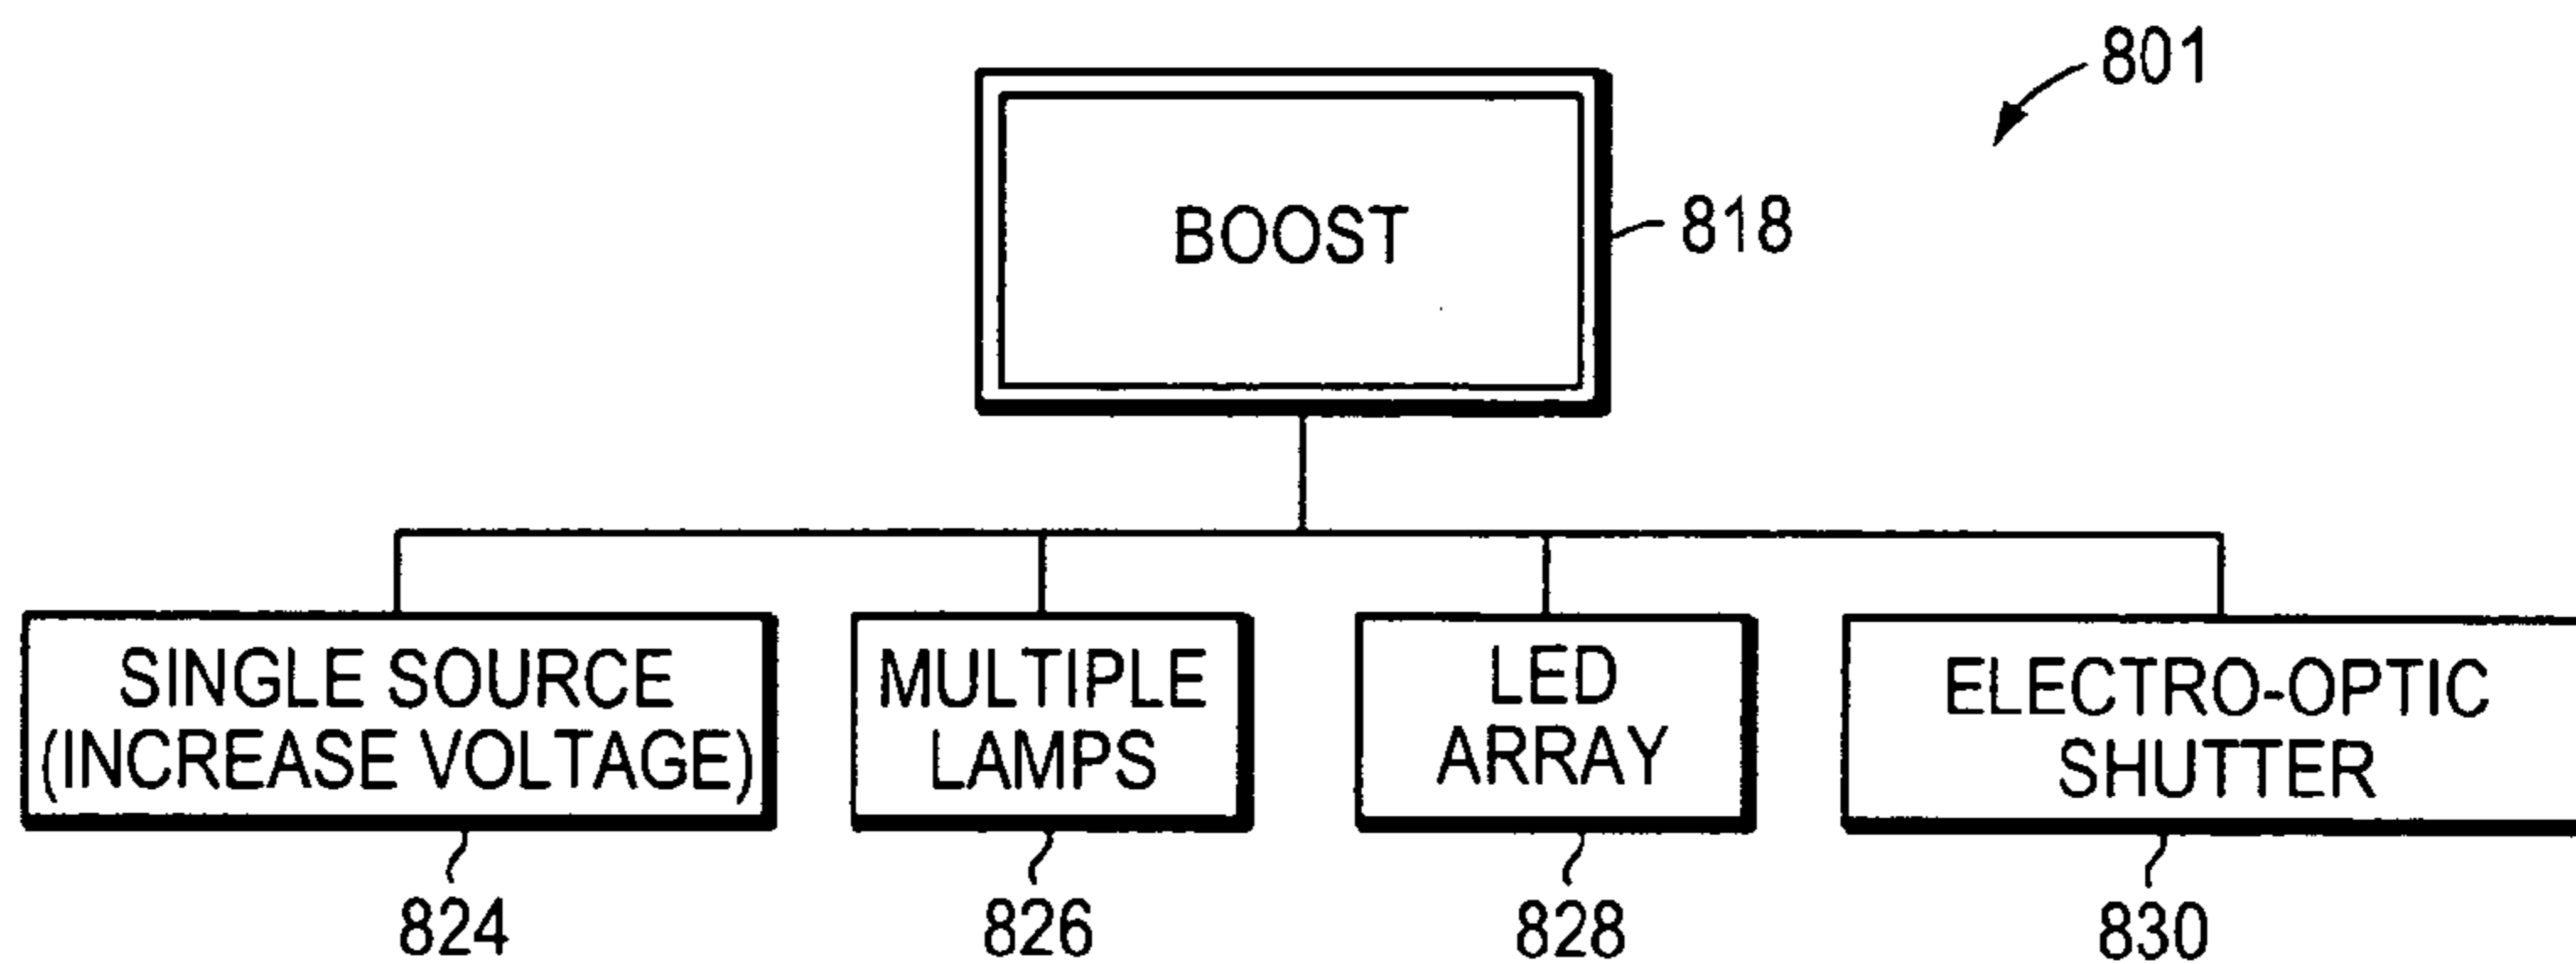 801
BOOST
818
SINGLE SOURCE
(INCREASE VOLTAGE)
MULTIPLE
LAMPS
LED
ARRAY
ELECTRO-OPTIC
SHUTTER
824
826
828
830